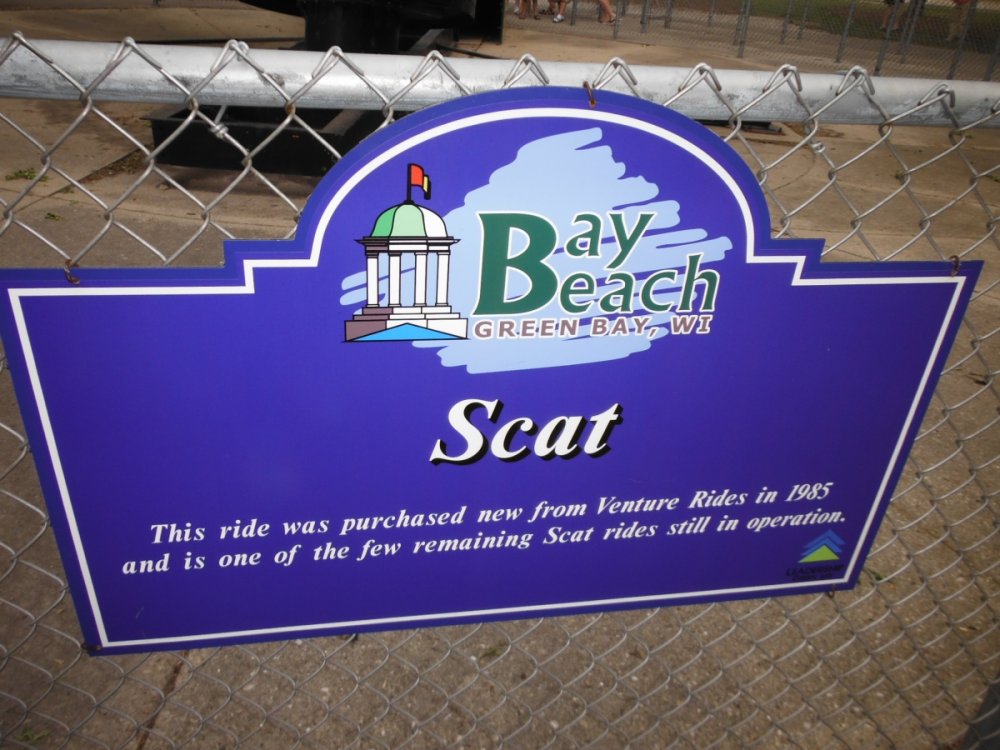 Bay
Beach
GREEN BAY, WI
Scat
This ride was purchased new from Venture Rides in 1985
and is one of the few remaining Scat rides still in operation.
LEADERSHIP